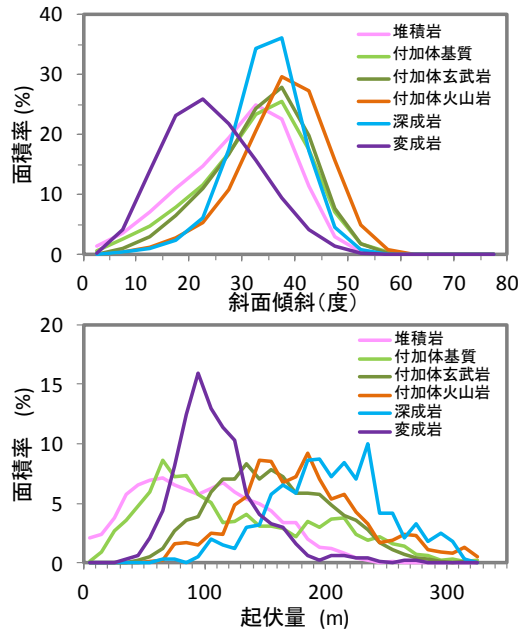 40
30
20
10
0
面積率(%)
堆積岩
付加体基質
付加体玄武岩
付加体火山岩
深成岩
変成岩
0 10 20 30 40 50 60 70 80
斜面傾斜(度)
20
15
10
5
0
面積率 (%)
堆積岩
付加体基質
付加体玄武岩
付加体火山岩
深成岩
変成岩
0 100 200 300
起伏量 (m)